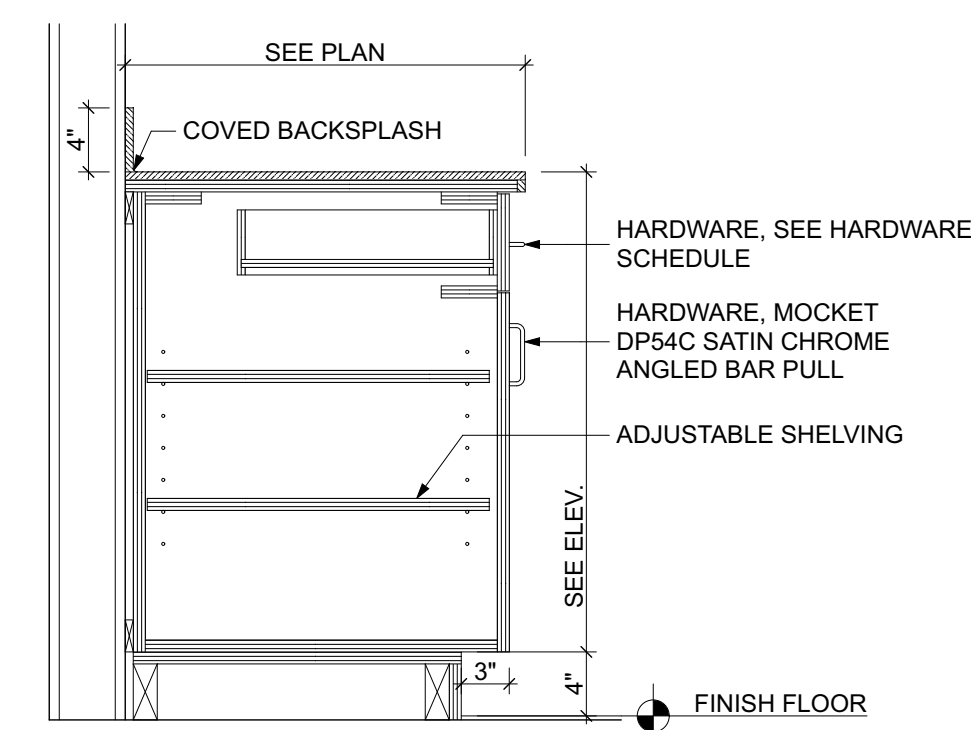 SEE PLAN
4"
COVED BACKSPLASH
HARDWARE, SEE HARDWARE
SCHEDULE
HARDWARE, MOCKET
DP54C SATIN CHROME
ANGLED BAR PULL
ADJUSTABLE SHELVING
SEE ELEV.
3"
4"
FINISH FLOOR